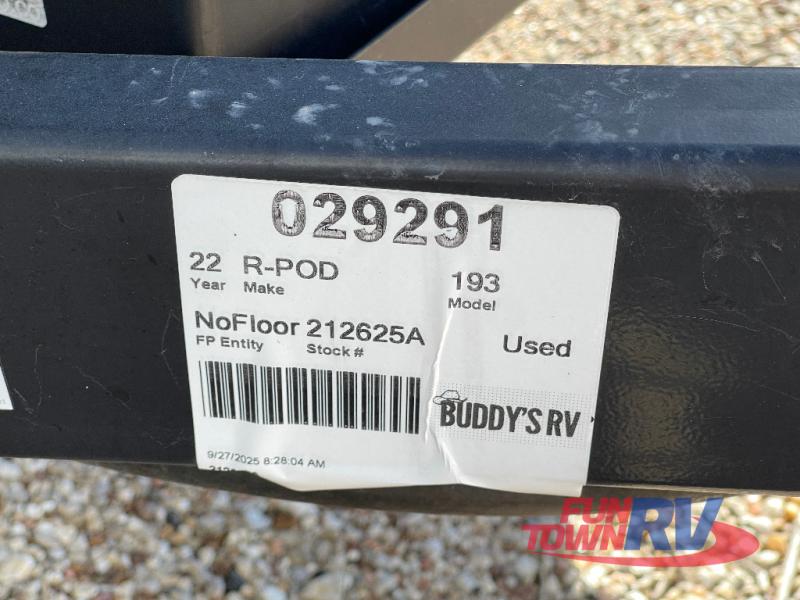 029291
22 R-POD 193
Year Make Model
NoFloor 212625A Used
FP Entity Stock #
BUDDY'S RV
9/27/2025 8:28:04 AM
FUN
TOWN RV